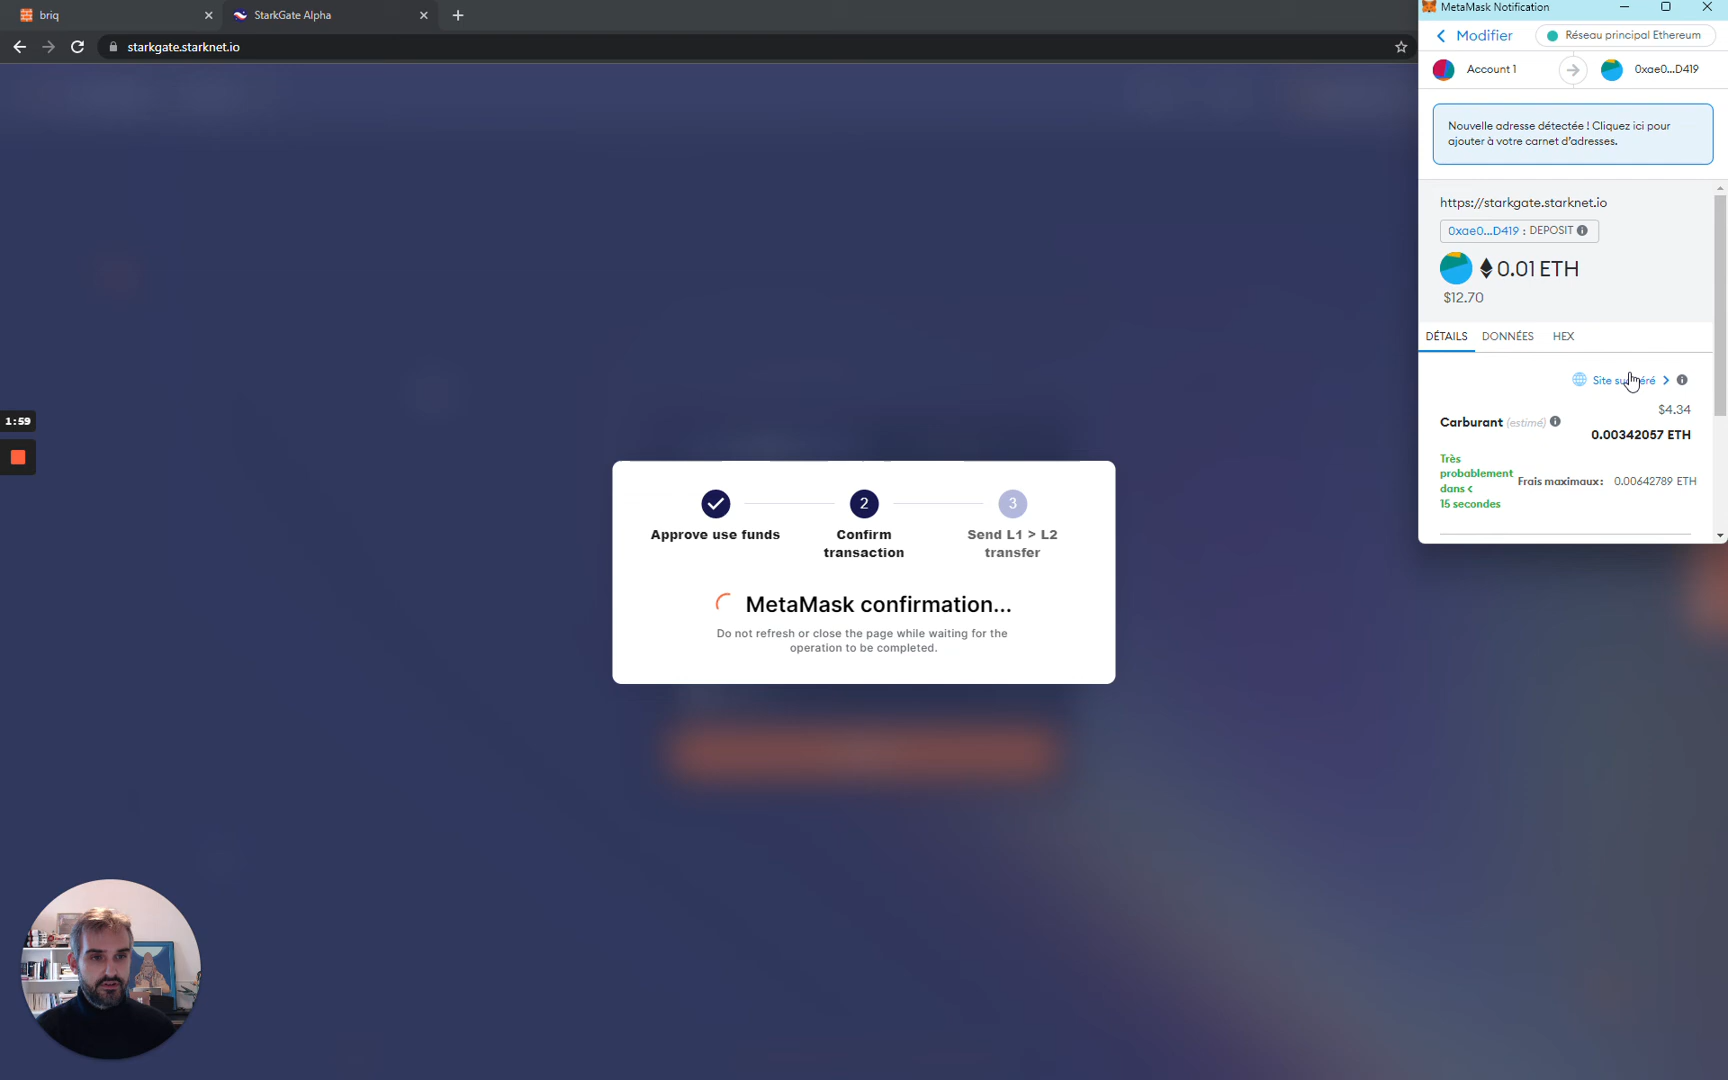 briq
StarkGate Alpha
starkgate.starknet.io
MetaMask Notification
Modifier
Réseau principal Ethereum
Account 1
0xae0...D419
Nouvelle adresse détectée ! Cliquez ici pour
ajouter à votre carnet d'adresses.
https://starkgate.starknet.io
0xae0...D419 : DEPOSIT
0.01 ETH
$12.70
DÉTAILS DONNÉES HEX
Site
$4.34
Carburant (estimé)
0.00342057 ETH
Très
probablement
dans <
15 secondes
Frais maximaux: 0.00642789 ETH
1:59
2
3
Approve use funds
Confirm
transaction
Send L1 > L2
transfer
MetaMask confirmation...
Do not refresh or close the page while waiting for the
operation to be completed.